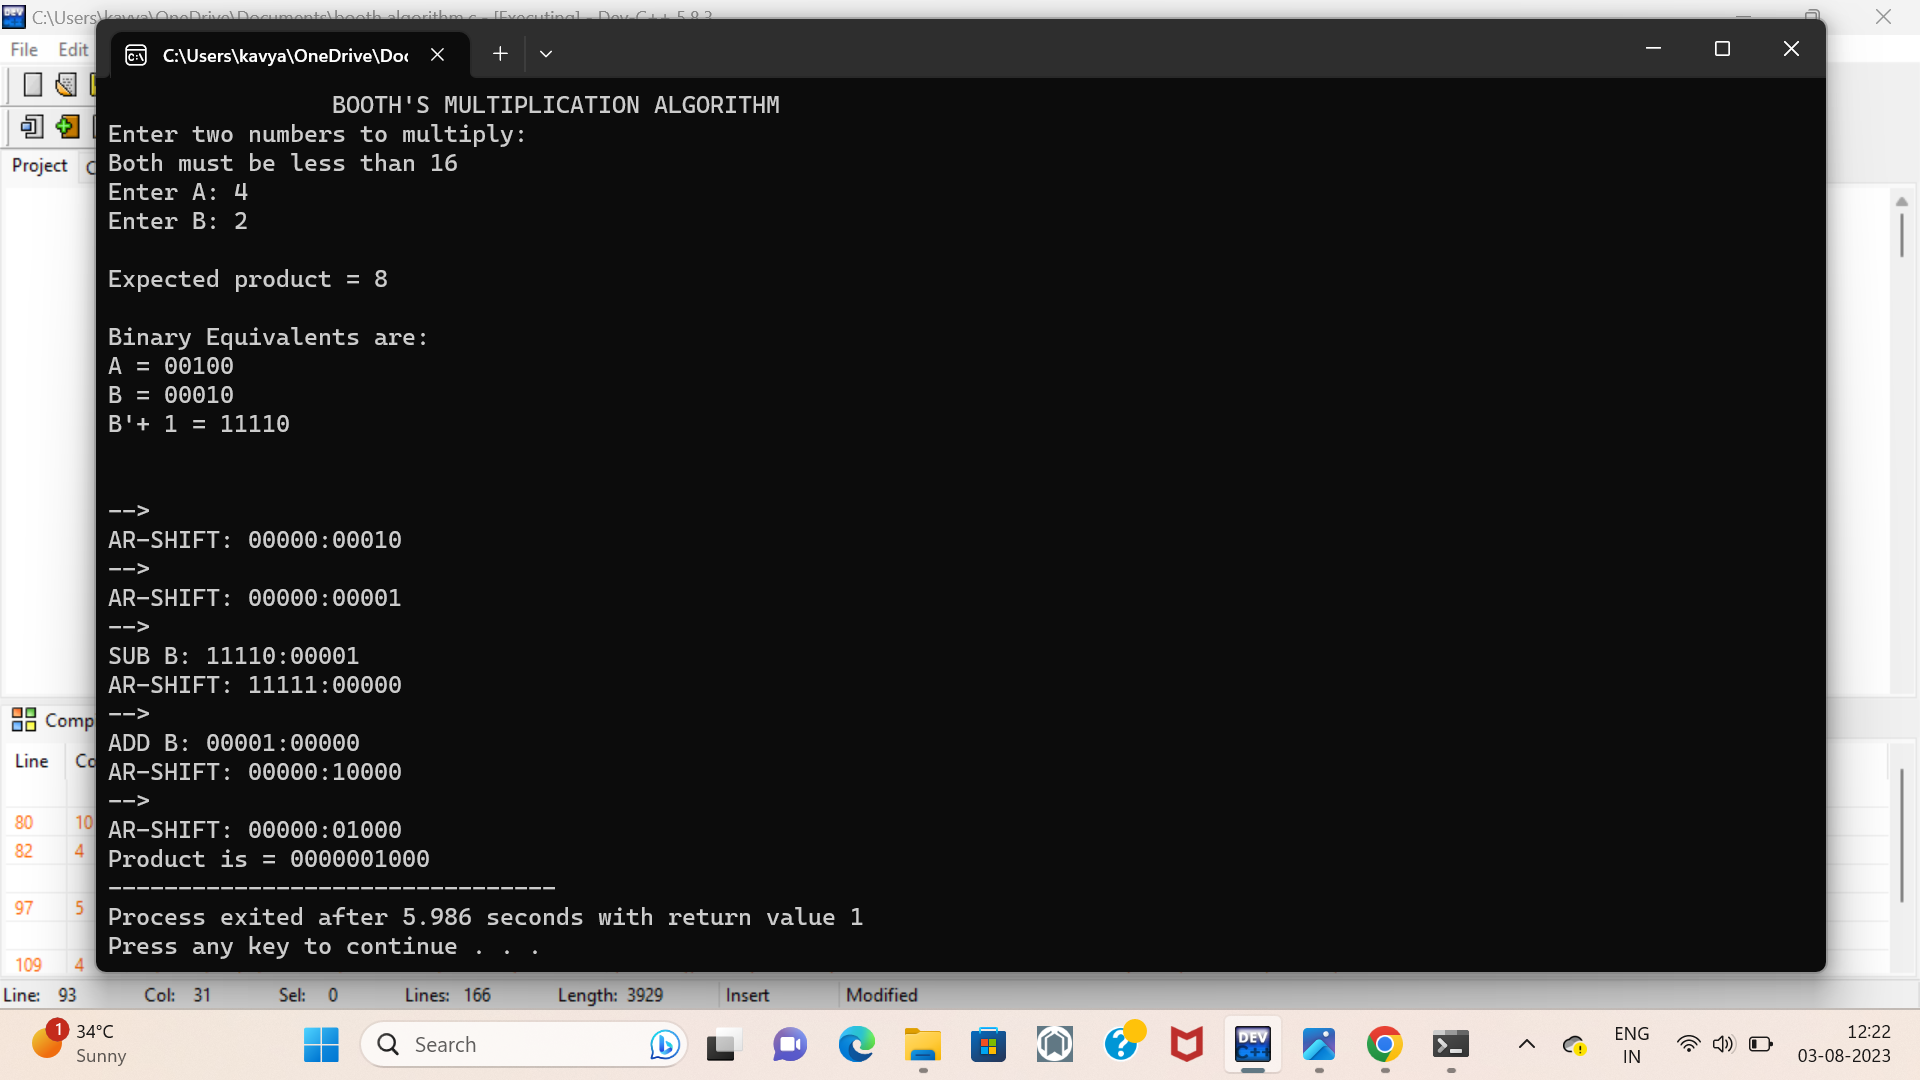 C:\Users\kavya\OneDrive\Documents\booth algorithm.c - [Executing] - Dev-C++ 5.8.3
File Edit
C:\Users\kavya\OneDrive\Doc
BOOTH'S MULTIPLICATION ALGORITHM
Enter two numbers to multiply:
Both must be less than 16
Enter A: 4
Enter B: 2
Expected product = 8
Binary Equivalents are:
A = 00100
B = 00010
B'+ 1 = 11110
-->
AR-SHIFT: 00000:00010
-->
AR-SHIFT: 00000:00001
-->
SUB B: 11110:00001
AR-SHIFT: 11111:00000
-->
ADD B: 00001:00000
AR-SHIFT: 00000:10000
-->
AR-SHIFT: 00000:01000
Product is = 0000001000
--------------------------------
Process exited after 5.986 seconds with return value 1
Press any key to continue . . .
Project
Comp
Line Co
80 10
82 4
97 5
109 4
Line: 93 Col: 31 Sel: 0 Lines: 166 Length: 3929 Insert Modified
1
34°C
Sunny
Search
DEV
C++
ENG
IN
12:22
03-08-2023